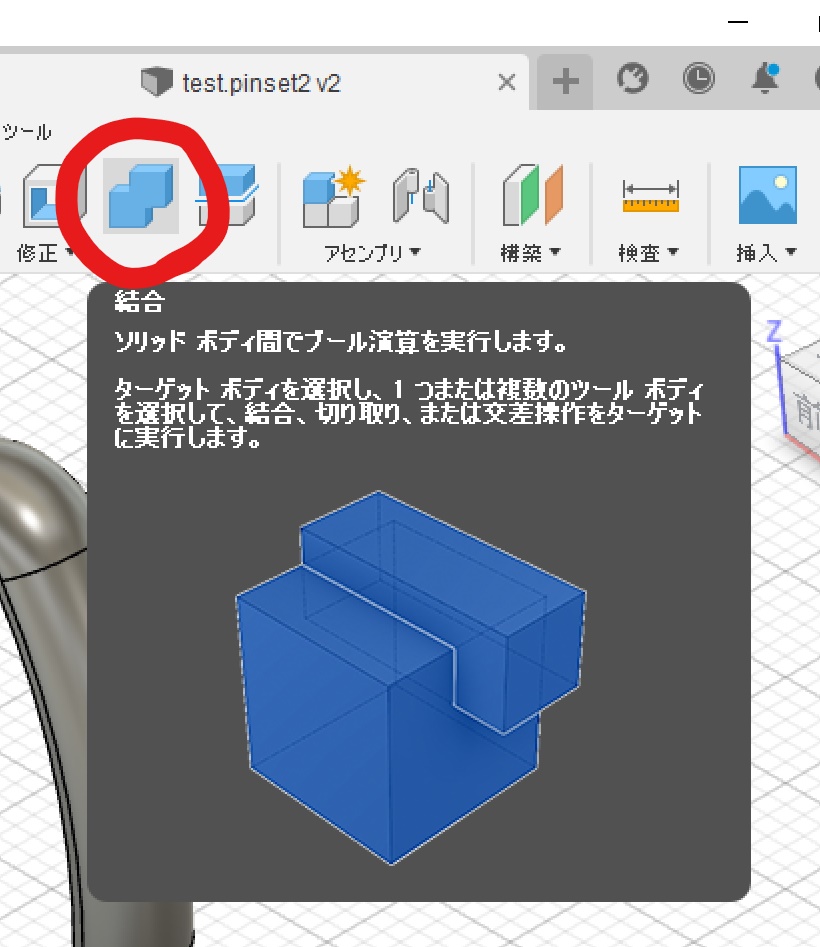 test.pinset2 v2
ツール
修正
アセンブリ
構築
検査
挿入
結合
ソリッド ボディ間でブール演算を実行します。
ターゲット ボディを選択し、1 つまたは複数のツール ボディ
を選択して、結合、切り取り、または交差操作をターゲット
に実行します。
Z
前